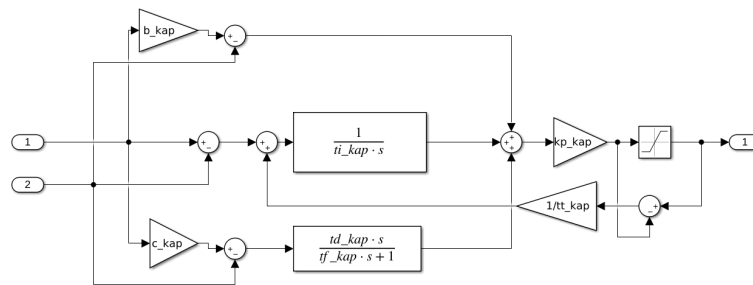 b_kap
+
−
1
+
−
+
+
1
ti_kap · s
+
+
+
kp_kap
1
2
1/tt_kap
−
+
c_kap
+
−
td_kap · s
tf_kap · s + 1